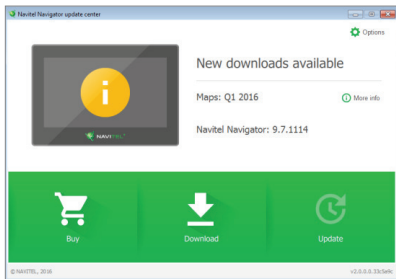 Navitel Navigator update center
Options
New downloads available
Maps: Q1 2016
More info
Navitel Navigator: 9.7.1114
NAVITEL
Buy
Download
Update
© NAVITEL, 2016